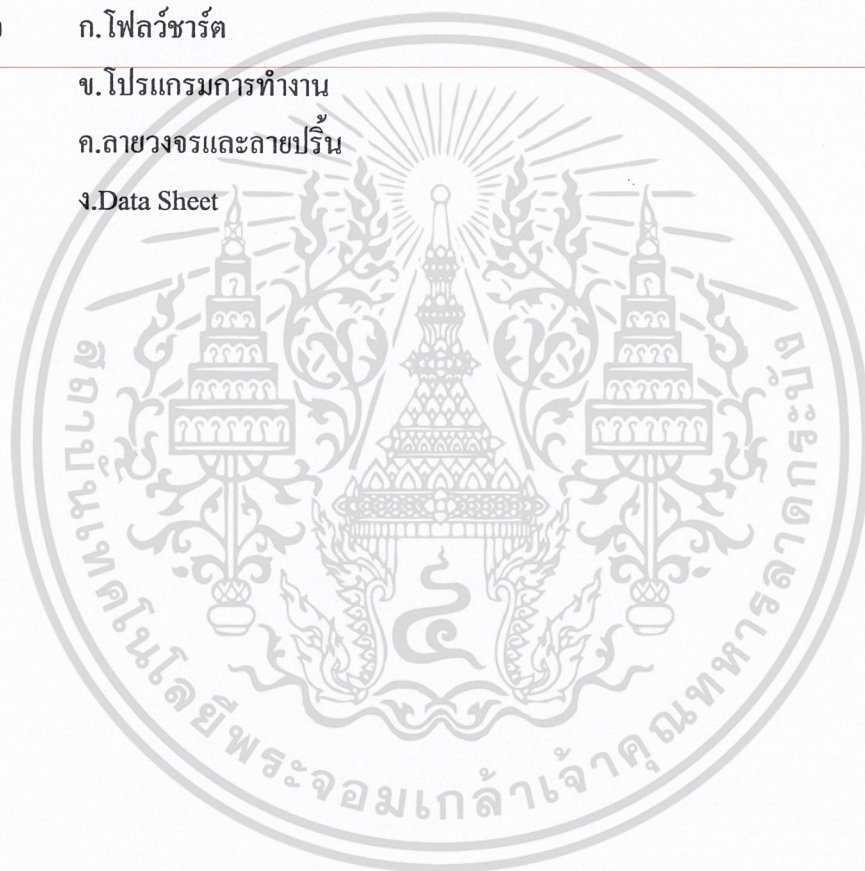 ก.โฟลว์ชาร์ต
ข.โปรแกรมการทำงาน
ค.ลายวงจรและลายปริ้น
ง.Data Sheet
สถาบันเทคโนโลยีพระจอมเกล้าเจ้าคุณทหารลาดกระบัง